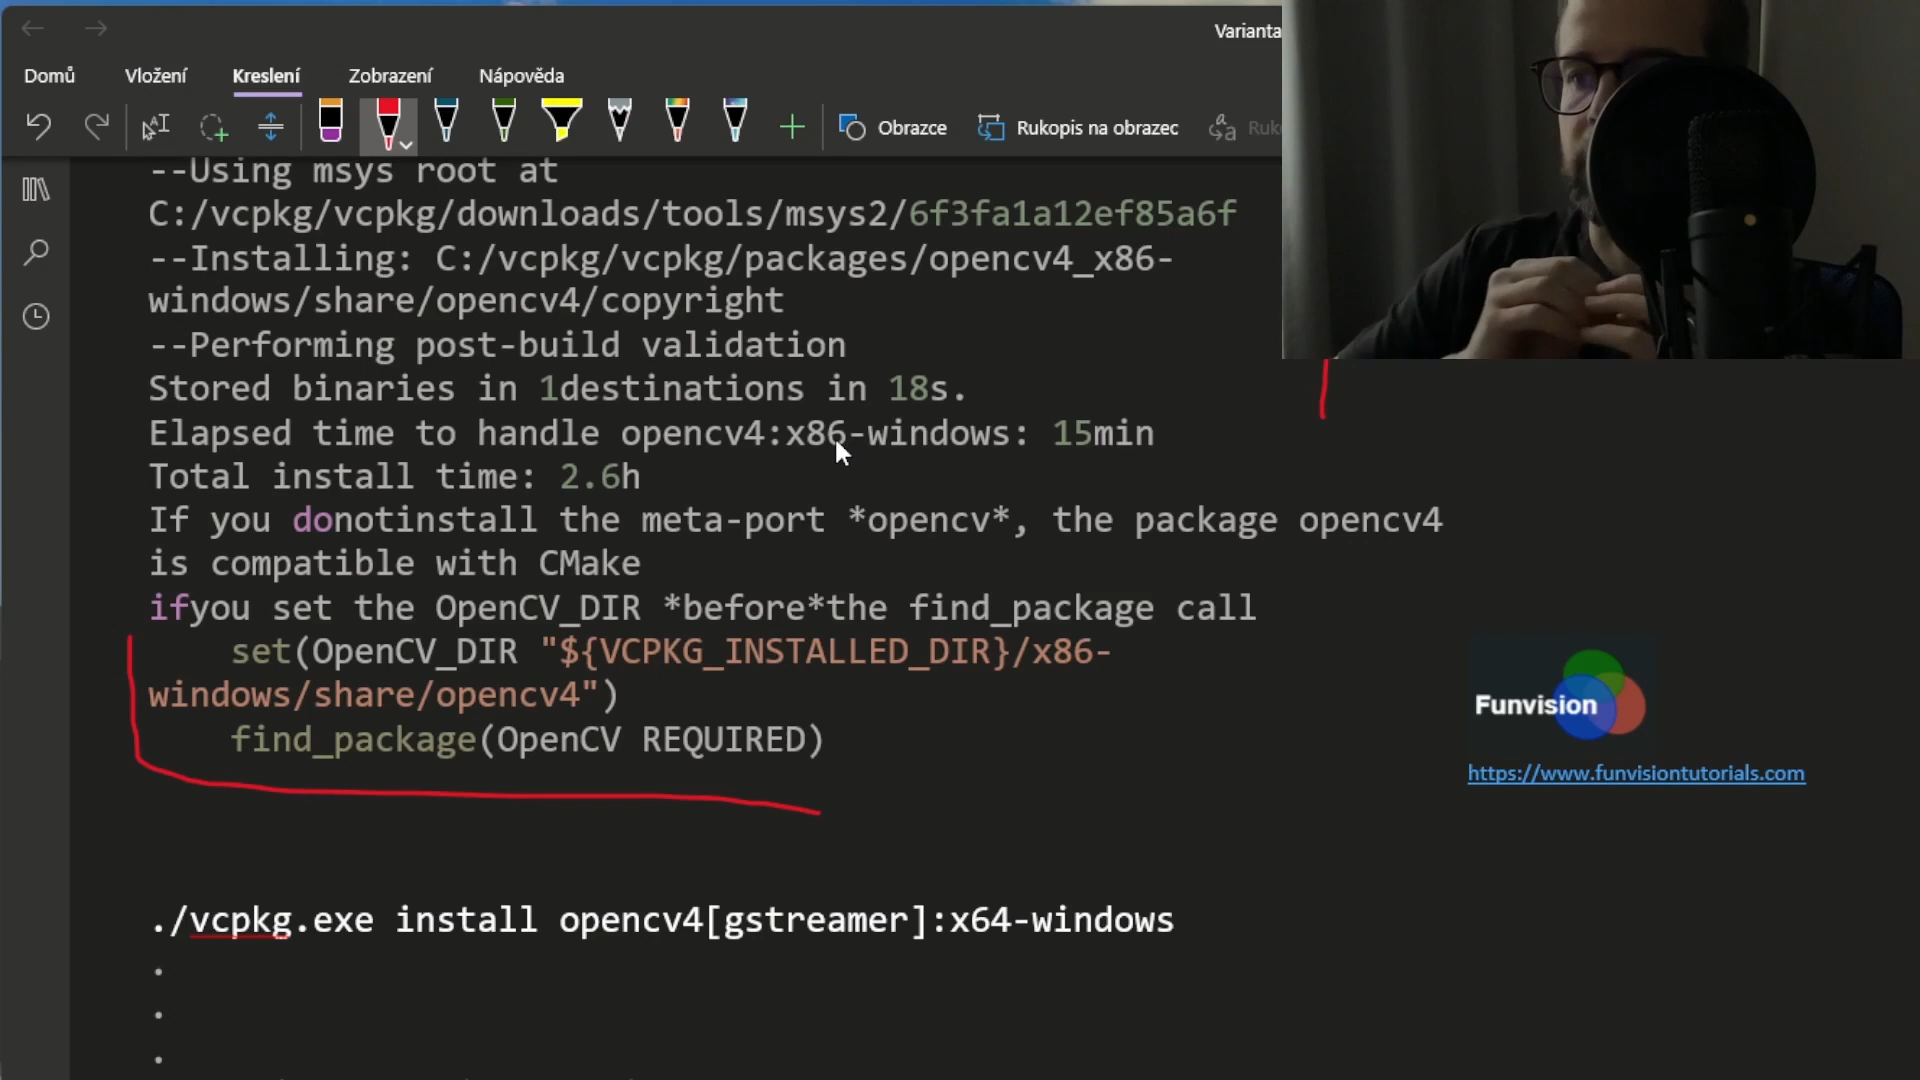 Varianta
Domů Vložení Kreslení Zobrazení Nápověda
Obrazce Rukopis na obrazec
--Using msys root at
C:/vcpkg/vcpkg/downloads/tools/msys2/6f3fa1a12ef85a6f
--Installing: C:/vcpkg/vcpkg/packages/opencv4_x86-
windows/share/opencv4/copyright
--Performing post-build validation
Stored binaries in 1destinations in 18s.
Elapsed time to handle opencv4:x86-windows: 15min
Total install time: 2.6h
If you donotinstall the meta-port *opencv*, the package opencv4
is compatible with CMake
ifyou set the OpenCV_DIR *before*the find_package call
set(OpenCV_DIR "${VCPKG_INSTALLED_DIR}/x86-
windows/share/opencv4")
find_package(OpenCV REQUIRED)
Funvision
https://www.funvisiontutorials.com
./vcpkg.exe install opencv4[gstreamer]:x64-windows
.
.
.